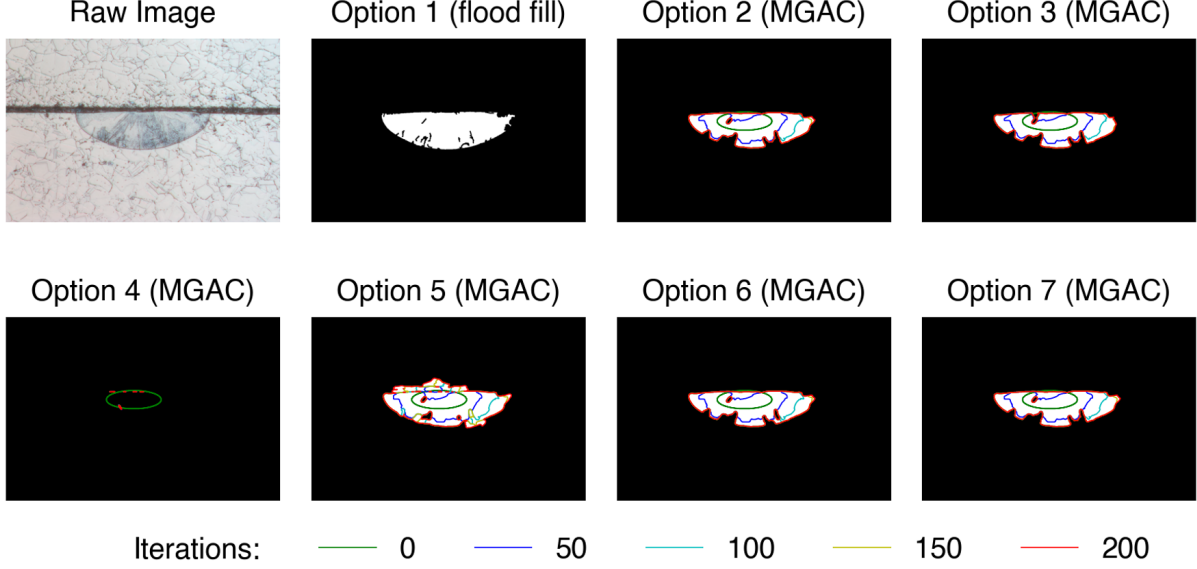 Raw Image
Option 1 (flood fill)
Option 2 (MGAC)
Option 3 (MGAC)
Option 4 (MGAC)
Option 5 (MGAC)
Option 6 (MGAC)
Option 7 (MGAC)
Iterations: 0 50 100 150 200